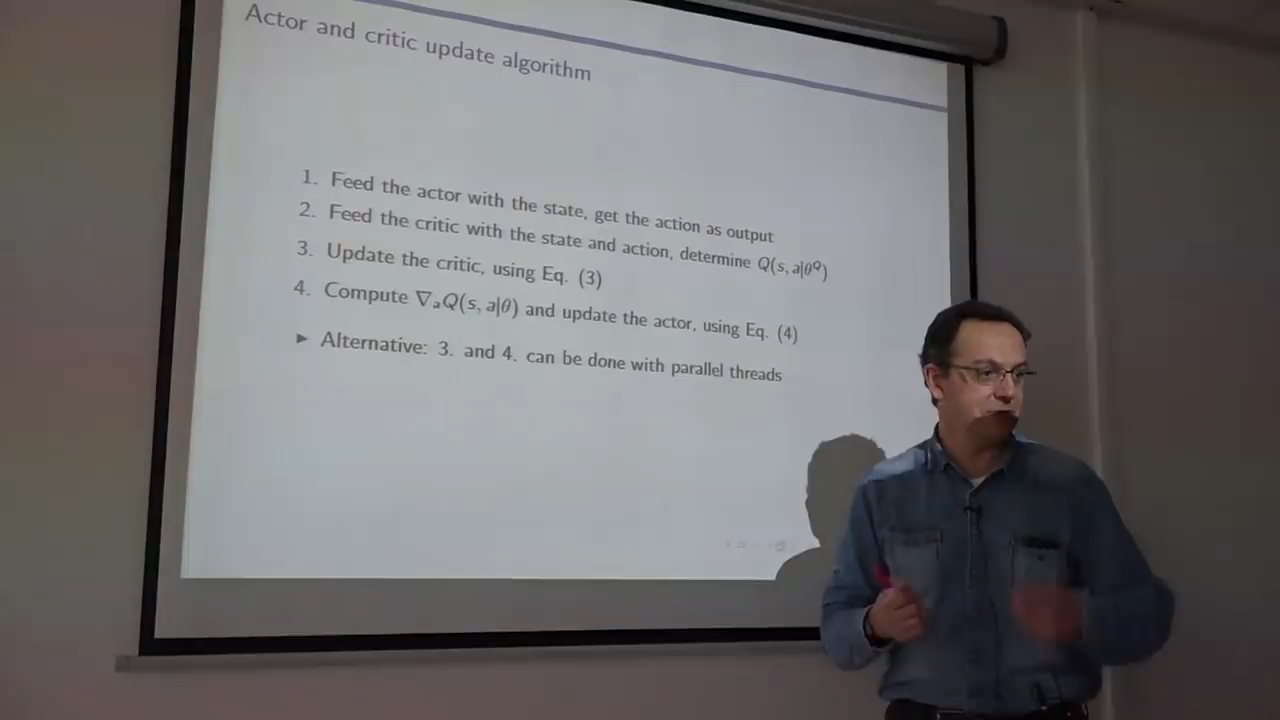 Actor and critic update algorithm
1. Feed the actor with the state, get the action as output
2. Feed the critic with the state and action, determine Q(s, a|θ^Q)
3. Update the critic, using Eq. (3)
4. Compute ∇ₐQ(s, a|θ) and update the actor, using Eq. (4)
► Alternative: 3. and 4. can be done with parallel threads